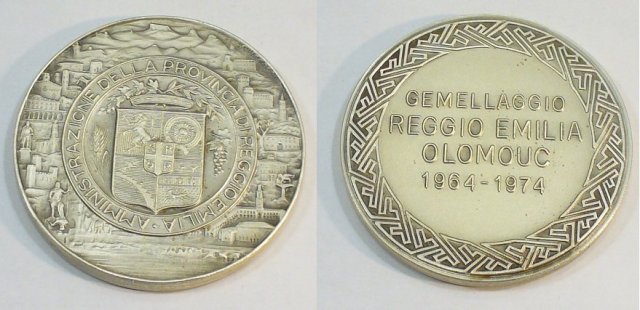 AMMINISTRAZIONE DELLA PROVINCIA DI REGGIO EMILIA
GEMELLAGGIO
REGGIO EMILIA
OLOMOUC
1964-1974